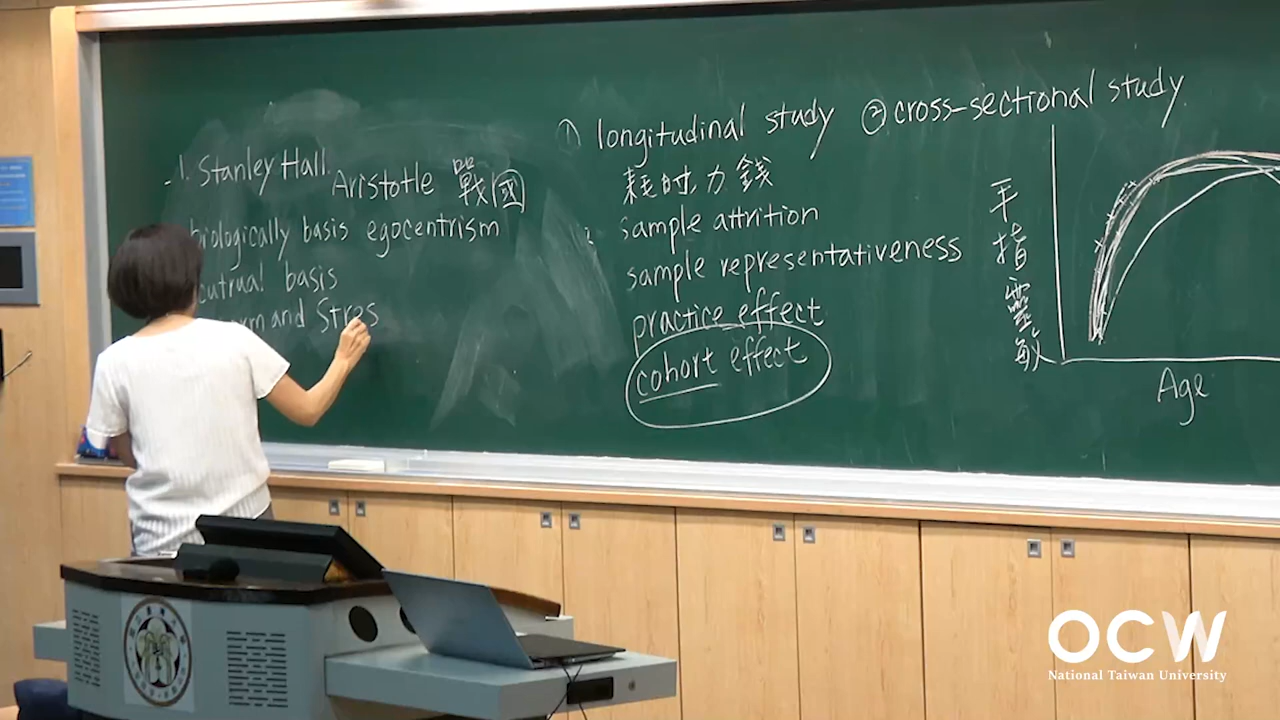 1. Stanley Hall. Aristotle 戰國
biologically basis egocentrism
cutrual basis
and Stres
① longitudinal study
耗时力錢
sample attrition
sample representativeness
practice effect
cohort effect
② cross-sectional study
手指靈敏
Age
OCW
National Taiwan University